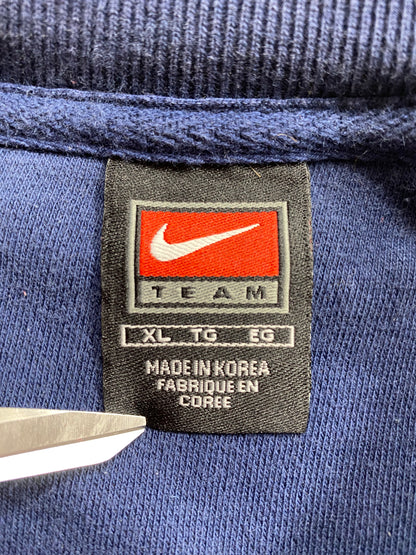 TEAM
XL TG EG
MADE IN KOREA
FABRIQUE EN
COREE